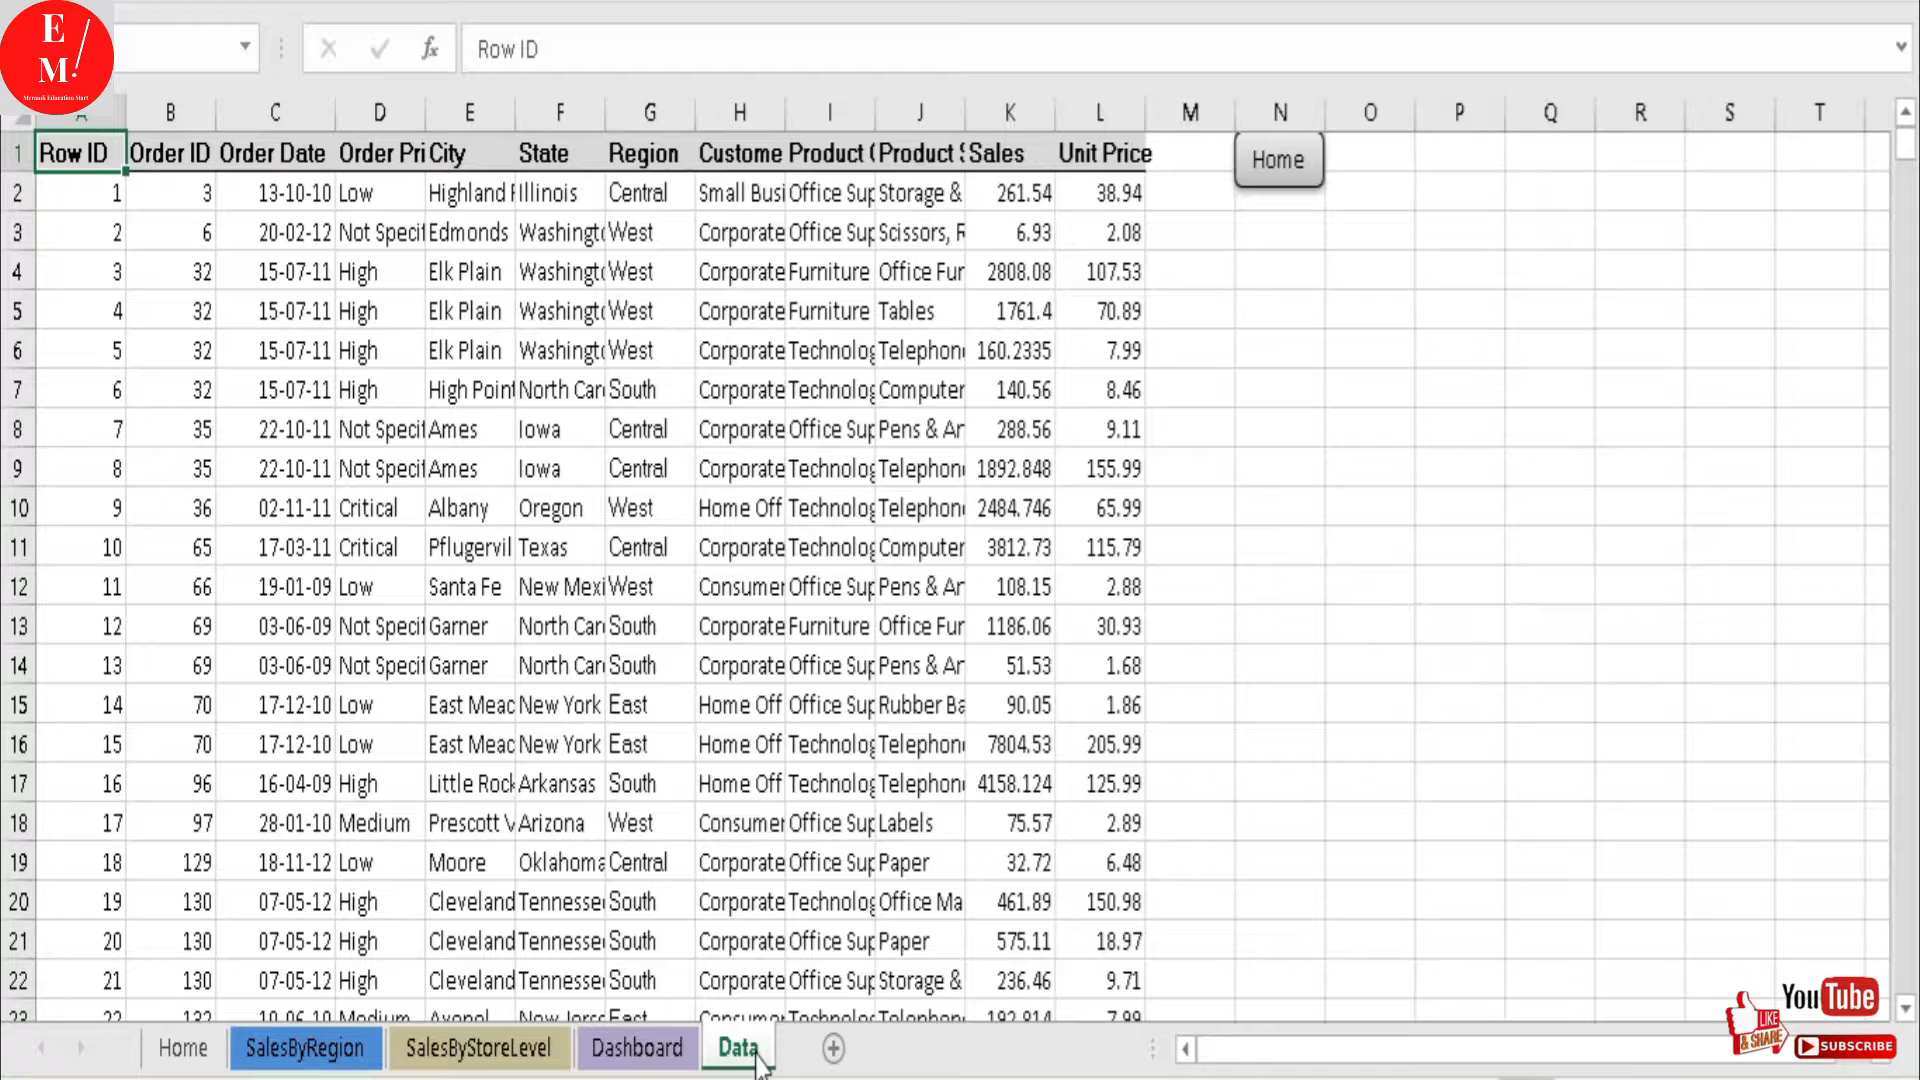 E
M.
Meraudi Education Mart
fx Row ID
A B C D E F G H I J K L M N O P Q R S T
1 Row ID Order ID Order Date Order Pri City State Region Custome Product ( Product S Sales Unit Price Home
2 1 3 13-10-10 Low Highland P Illinois Central Small Busi Office Sup Storage & 261.54 38.94
3 2 6 20-02-12 Not Specif Edmonds Washingto West Corporate Office Sup Scissors, R 6.93 2.08
4 3 32 15-07-11 High Elk Plain Washingto West Corporate Furniture Office Fur 2808.08 107.53
5 4 32 15-07-11 High Elk Plain Washingto West Corporate Furniture Tables 1761.4 70.89
6 5 32 15-07-11 High Elk Plain Washingto West Corporate Technolog Telephon 160.2335 7.99
7 6 32 15-07-11 High High Point North Car South Corporate Technolog Computer 140.56 8.46
8 7 35 22-10-11 Not Specif Ames Iowa Central Corporate Office Sup Pens & Ar 288.56 9.11
9 8 35 22-10-11 Not Specif Ames Iowa Central Corporate Technolog Telephon 1892.848 155.99
10 9 36 02-11-11 Critical Albany Oregon West Home Off Technolog Telephon 2484.746 65.99
11 10 65 17-03-11 Critical Pflugervil Texas Central Corporate Technolog Computer 3812.73 115.79
12 11 66 19-01-09 Low Santa Fe New Mexi West Consumer Office Sup Pens & Ar 108.15 2.88
13 12 69 03-06-09 Not Specif Garner North Car South Corporate Furniture Office Fur 1186.06 30.93
14 13 69 03-06-09 Not Specif Garner North Car South Corporate Office Sup Pens & Ar 51.53 1.68
15 14 70 17-12-10 Low East Meac New York East Home Off Office Sup Rubber Ba 90.05 1.86
16 15 70 17-12-10 Low East Meac New York East Home Off Technolog Telephon 7804.53 205.99
17 16 96 16-04-09 High Little Rock Arkansas South Home Off Technolog Telephon 4158.124 125.99
18 17 97 28-01-10 Medium Prescott V Arizona West Consumer Office Sup Labels 75.57 2.89
19 18 129 18-11-12 Low Moore Oklahoma Central Corporate Office Sup Paper 32.72 6.48
20 19 130 07-05-12 High Cleveland Tennesse South Corporate Technolog Office Ma 461.89 150.98
21 20 130 07-05-12 High Cleveland Tennesse South Corporate Office Sup Paper 575.11 18.97
22 21 130 07-05-12 High Cleveland Tennesse South Corporate Office Sup Storage & 236.46 9.71
23 22 132 10-06-10 Medium Avenel New Jerse East Consumer Technolog Telephon 192.814 7.99
Home SalesByRegion SalesByStoreLevel Dashboard Data
YouTube
LIKE
& SHARE
SUBSCRIBE